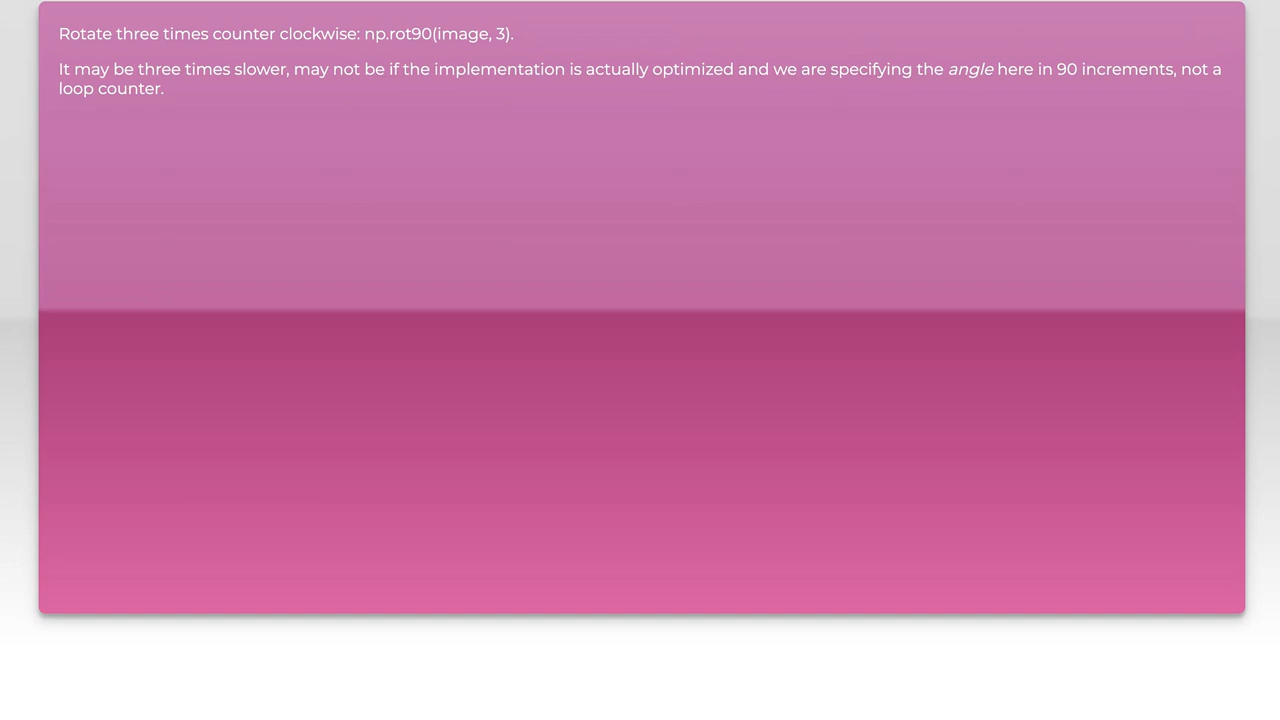 Rotate three times counter clockwise: np.rot90(image, 3).
It may be three times slower, may not be if the implementation is actually optimized and we are specifying the angle here in 90 increments, not a
loop counter.